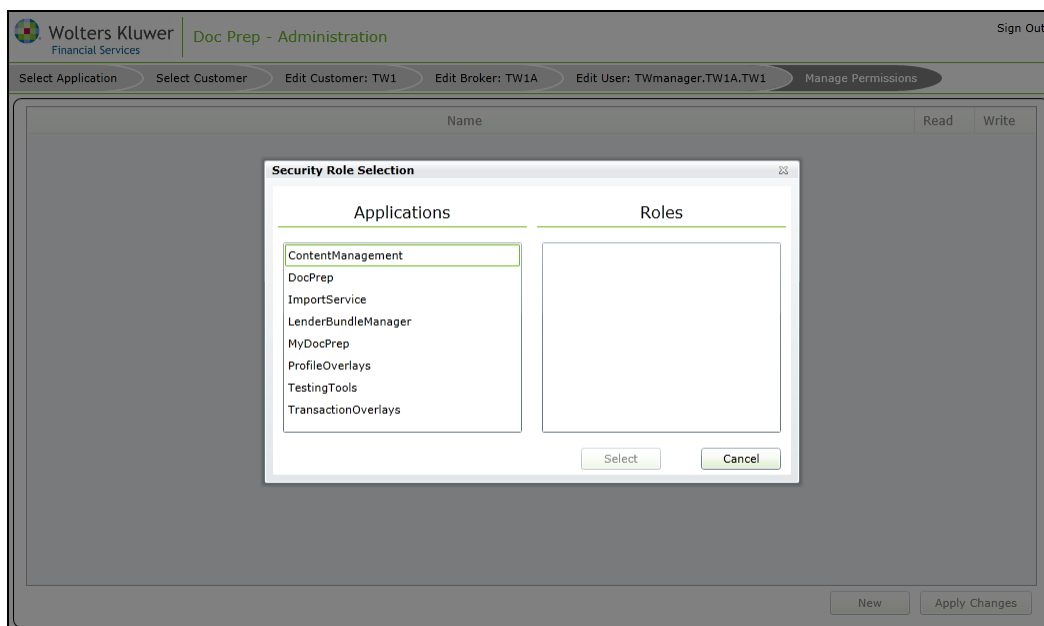 Wolters Kluwer
Financial Services
Doc Prep - Administration
Sign Out
Select Application
Select Customer
Edit Customer: TW1
Edit Broker: TW1A
Edit User: TWmanager.TW1A.TW1
Manage Permissions
Name
Read
Write
Security Role Selection
Applications
Roles
ContentManagement
DocPrep
ImportService
LenderBundleManager
MyDocPrep
ProfileOverlays
TestingTools
TransactionOverlays
Select
Cancel
New
Apply Changes